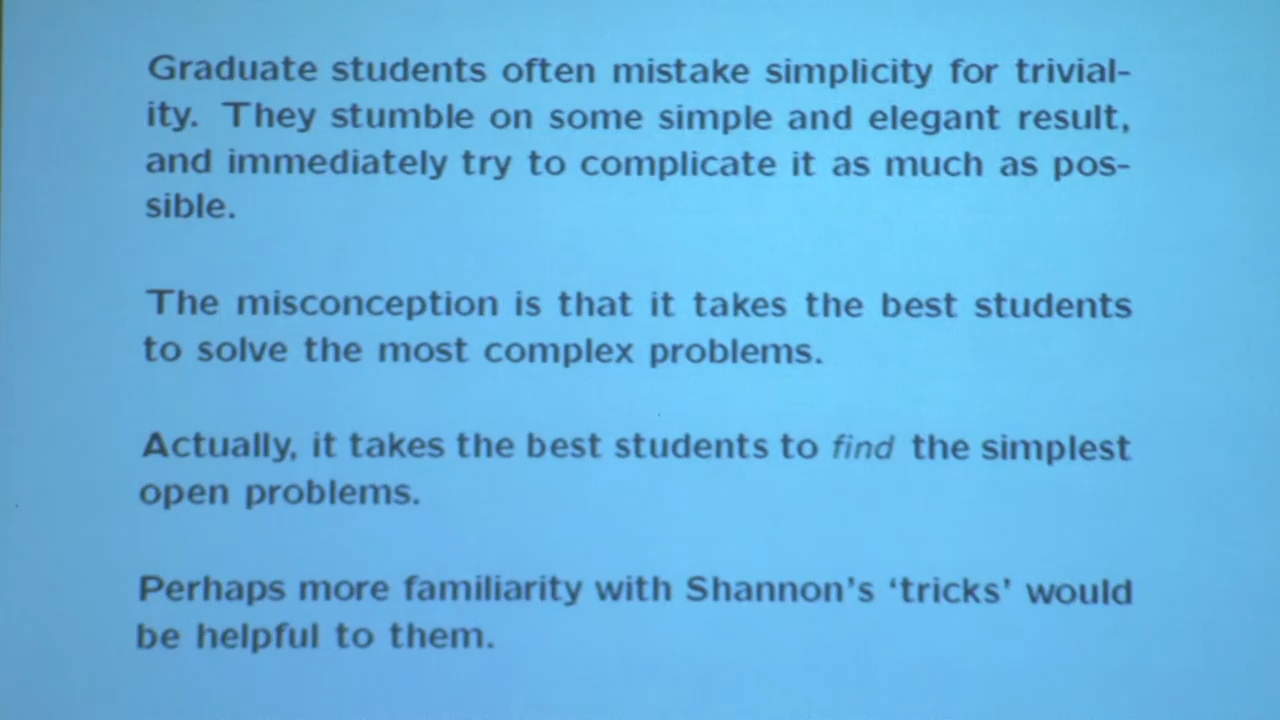 Graduate students often mistake simplicity for trivial-
ity. They stumble on some simple and elegant result,
and immediately try to complicate it as much as pos-
sible.
The misconception is that it takes the best students
to solve the most complex problems.
Actually, it takes the best students to find the simplest
open problems.
Perhaps more familiarity with Shannon's ‘tricks’ would
be helpful to them.